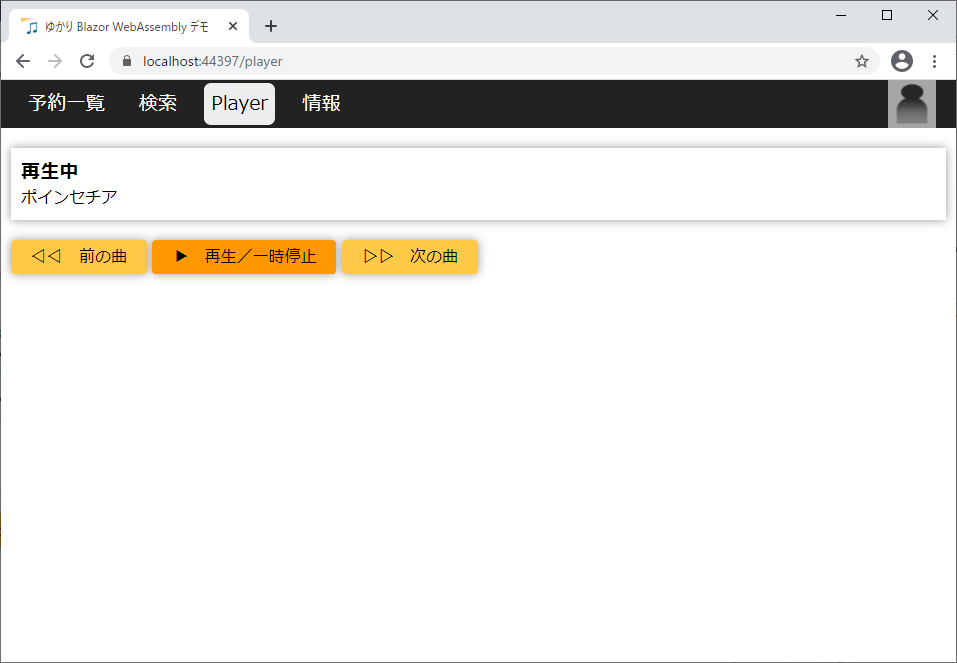 ゆかり Blazor WebAssembly デモ
localhost:44397/player
予約一覧 検索 Player 情報
再生中
ポインセチア
◁◁ 前の曲 ▶ 再生／一時停止 ▷▷ 次の曲